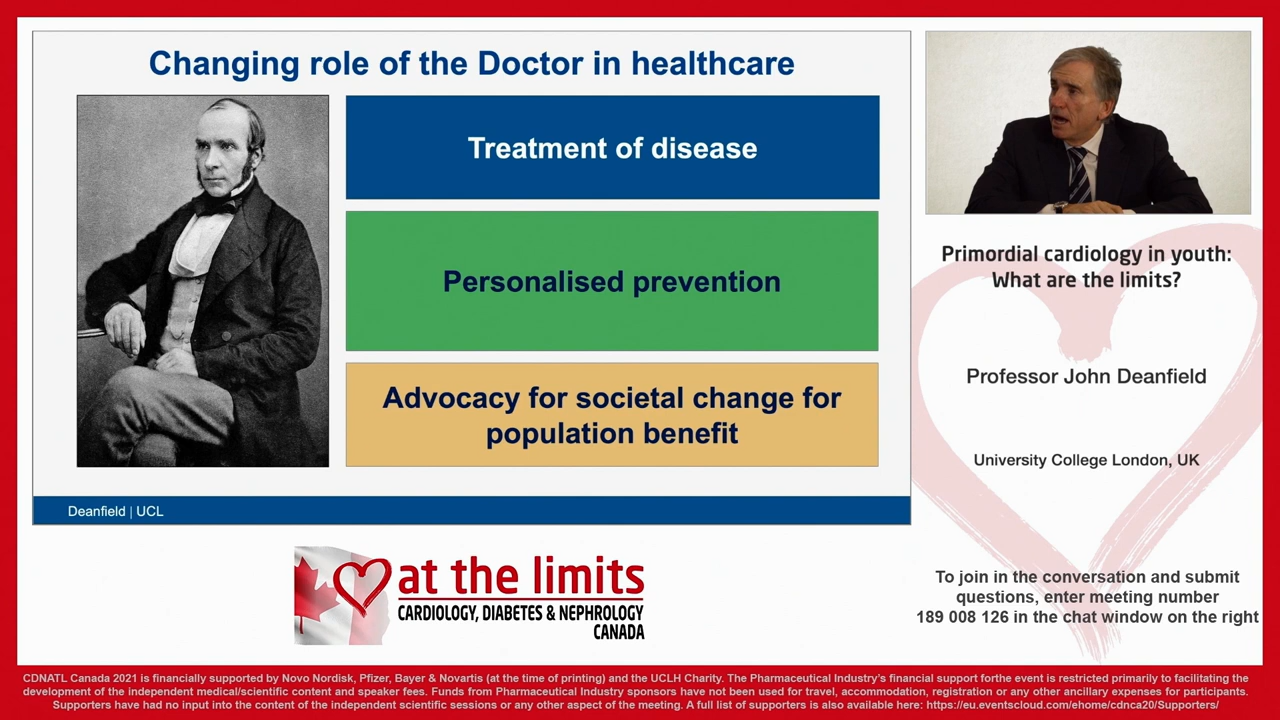 Changing role of the Doctor in healthcare
Treatment of disease
Personalised prevention
Advocacy for societal change for
population benefit
Deanfield | UCL
Primordial cardiology in youth:
What are the limits?
Professor John Deanfield
University College London, UK
To join in the conversation and submit
questions, enter meeting number
189 008 126 in the chat window on the right
at the limits
CARDIOLOGY, DIABETES & NEPHROLOGY
CANADA
CDNATL Canada 2021 is financially supported by Novo Nordisk, Pfizer, Bayer & Novartis (at the time of printing) and the UCLH Charity. The Pharmaceutical Industry's financial support forthe event is restricted primarily to facilitating the
development of the independent medical/scientific content and speaker fees. Funds from Pharmaceutical Industry sponsors have not been used for travel, accommodation, registration or any other ancillary expenses for participants.
Supporters have had no input into the content of the independent scientific sessions or any other aspect of the meeting. A full list of supporters is also available here: https://eu.eventscloud.com/ehome/cdnca20/Supporters/